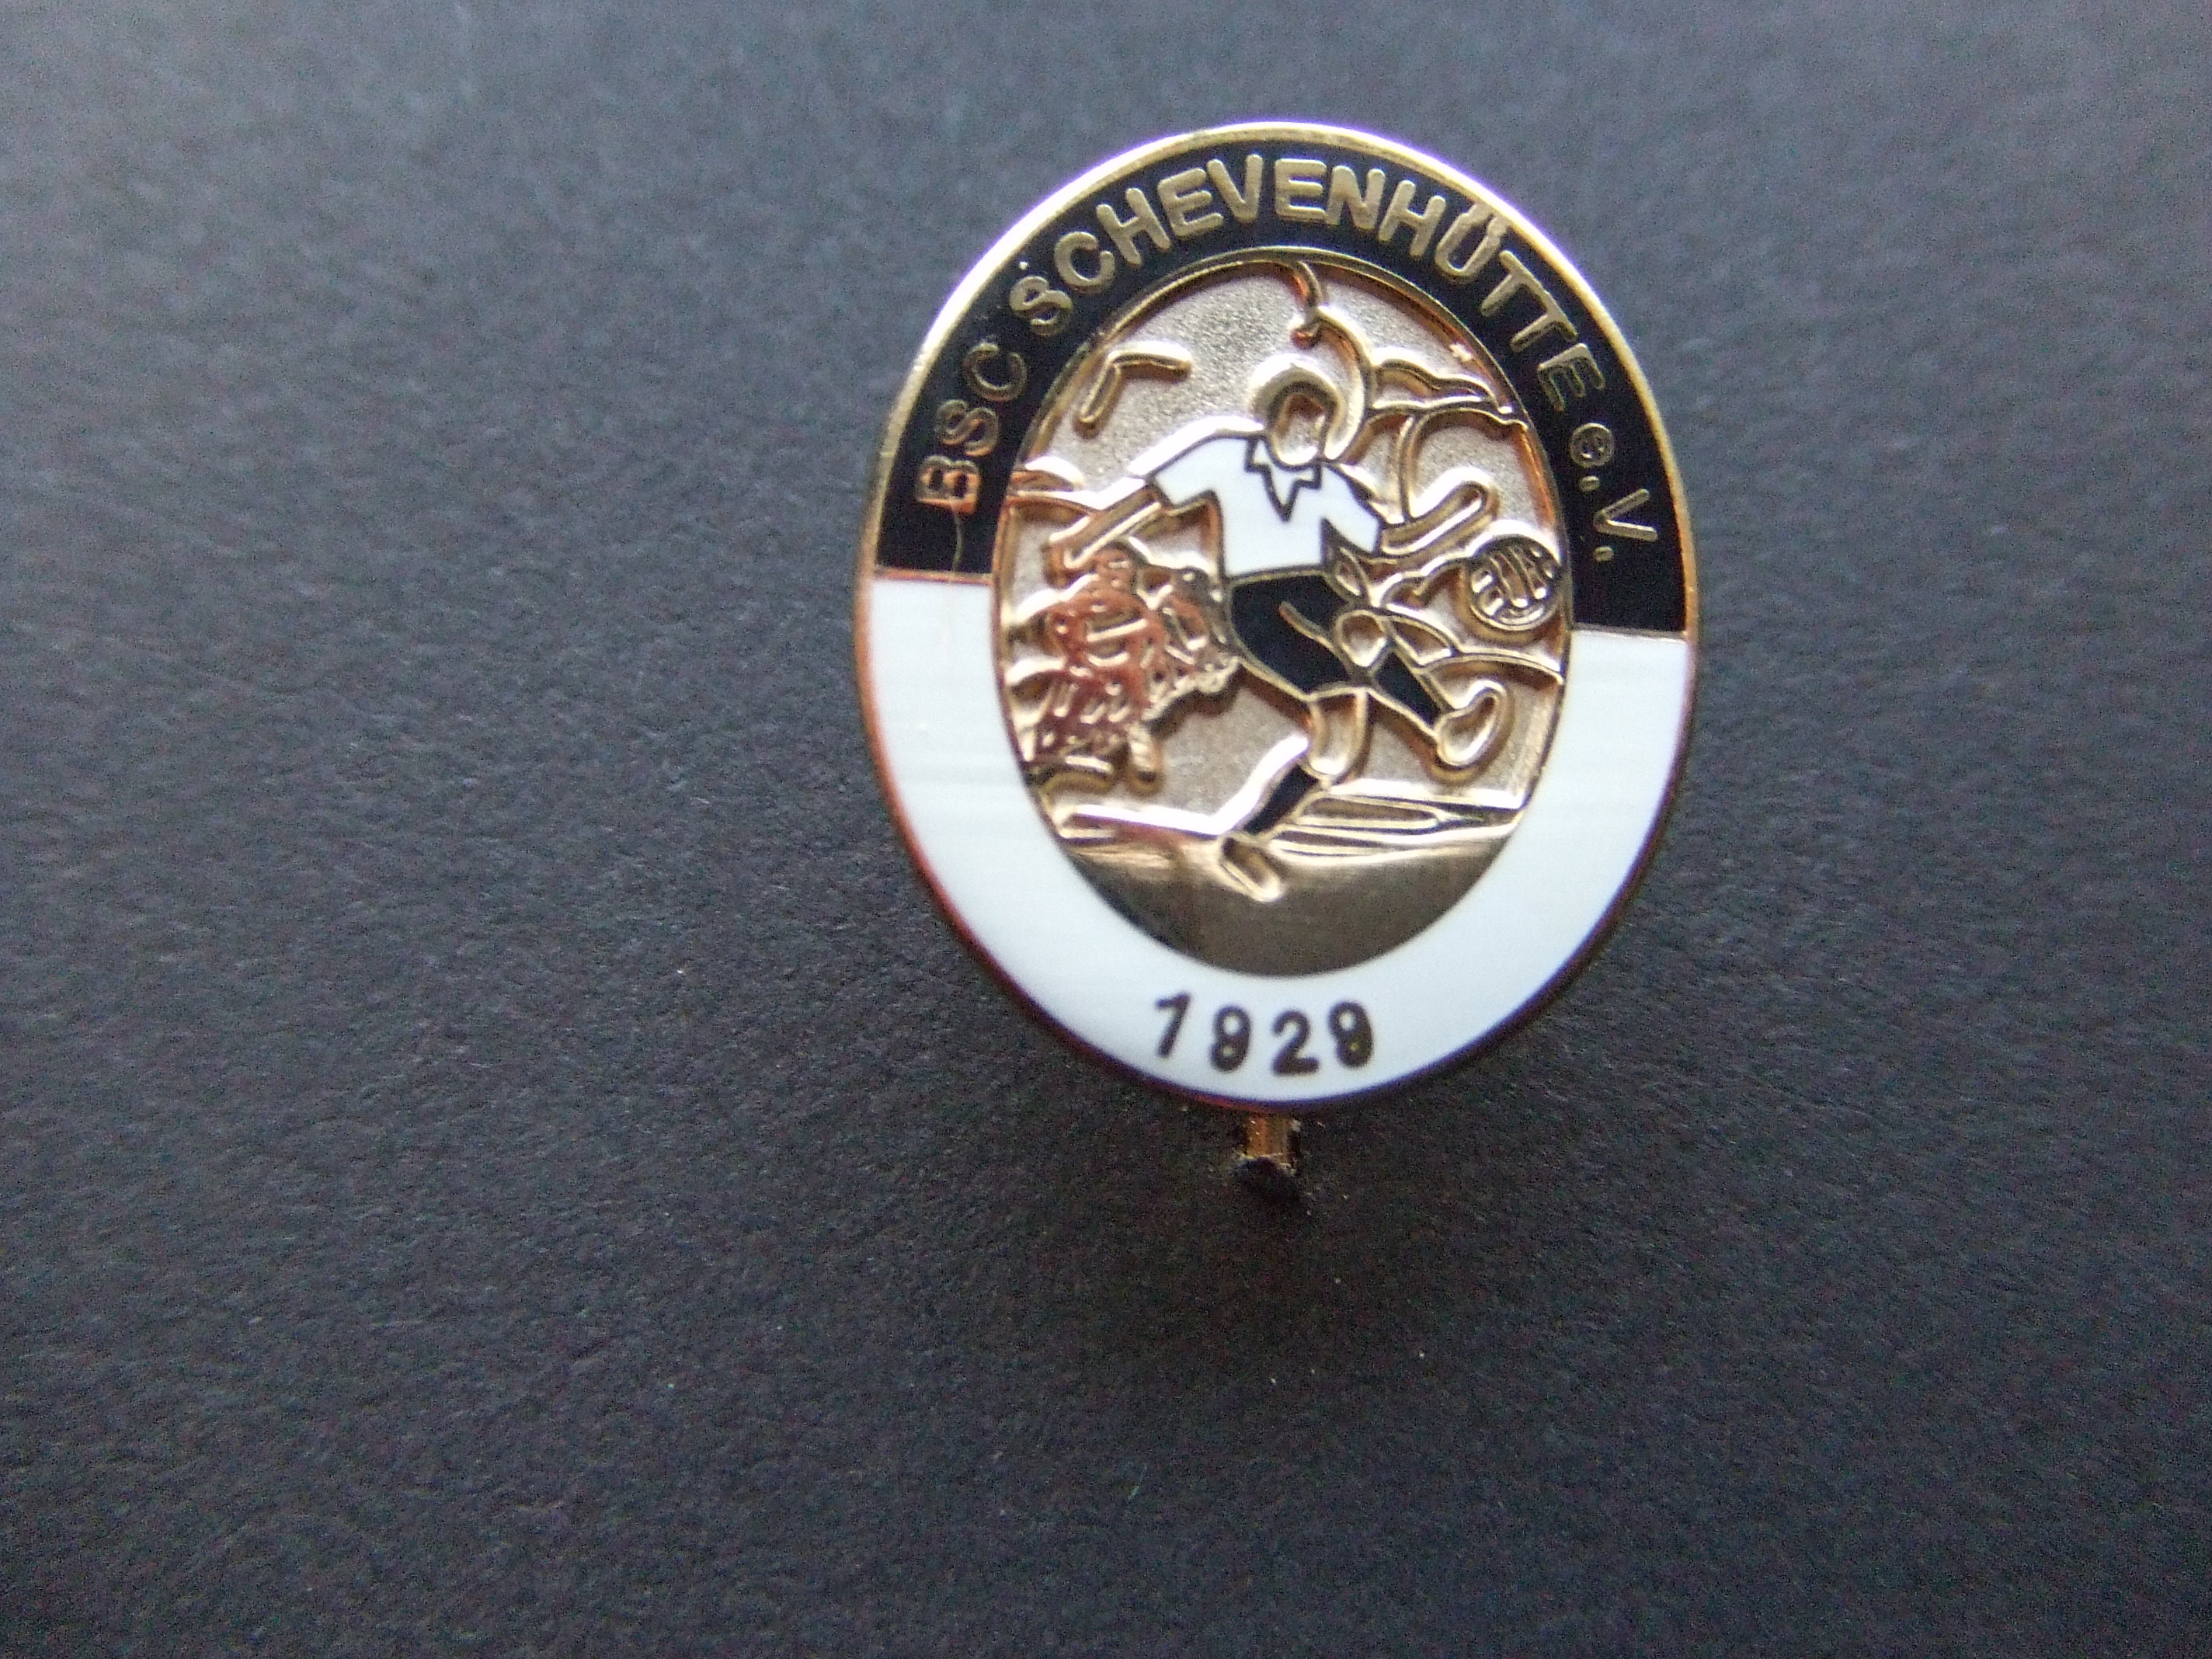 BSC SCHEVENHÜTTE e.V.
1929